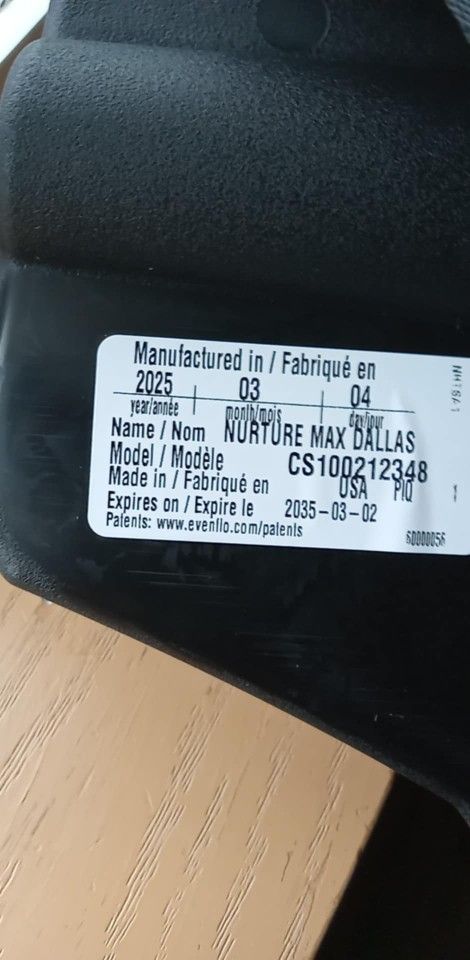 Manufactured in / Fabriqué en
2025 03 04
year/année month/mois day/jour
Name / Nom NURTURE MAX DALLAS
Model / Modèle CS100212348
Made in / Fabriqué en USA PIQ 1
Expires on / Expire le 2035-03-02
Patents: www.evenflo.com/patents
60000056